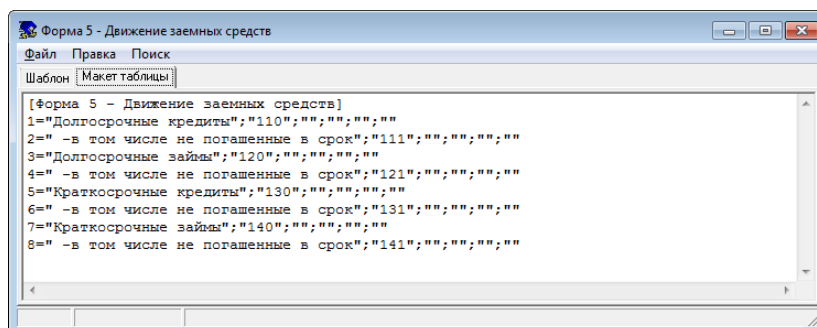 Форма 5 - Движение заемных средств
Файл Правка Поиск
Шаблон Макет таблицы
[Форма 5 - Движение заемных средств]
1="Долгосрочные кредиты";"110";"";"";"";""
2=" -в том числе не погашенные в срок";"111";"";"";"";""
3="Долгосрочные займы";"120";"";"";"";""
4=" -в том числе не погашенные в срок";"121";"";"";"";""
5="Краткосрочные кредиты";"130";"";"";"";""
6=" -в том числе не погашенные в срок";"131";"";"";"";""
7="Краткосрочные займы";"140";"";"";"";""
8=" -в том числе не погашенные в срок";"141";"";"";"";""